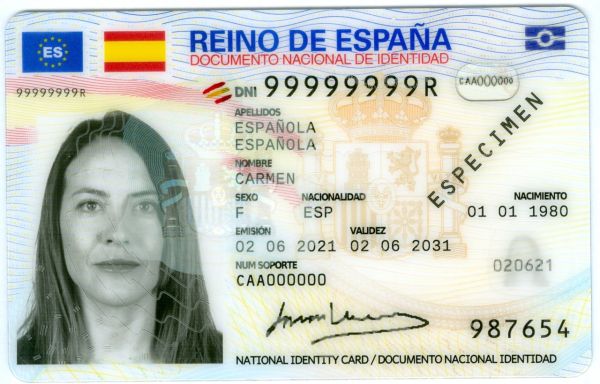 ES
REINO DE ESPAÑA
DOCUMENTO NACIONAL DE IDENTIDAD
DNI 99999999R
CAA000000
99999999R
APELLIDOS
ESPAÑOLA
ESPAÑOLA
NOMBRE
CARMEN
ESPECIMEN
SEXO NACIONALIDAD NACIMIENTO
F ESP 01 01 1980
EMISIÓN VALIDEZ
02 06 2021 02 06 2031
NUM SOPORTE
CAA000000
020621
987654
NATIONAL IDENTITY CARD / DOCUMENTO NACIONAL IDENTIDAD